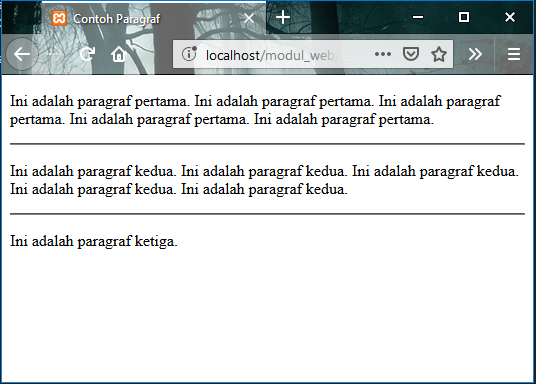 Contoh Paragraf
localhost/modul_web
Ini adalah paragraf pertama. Ini adalah paragraf pertama. Ini adalah paragraf
pertama. Ini adalah paragraf pertama. Ini adalah paragraf pertama.
Ini adalah paragraf kedua. Ini adalah paragraf kedua. Ini adalah paragraf kedua.
Ini adalah paragraf kedua. Ini adalah paragraf kedua.
Ini adalah paragraf ketiga.